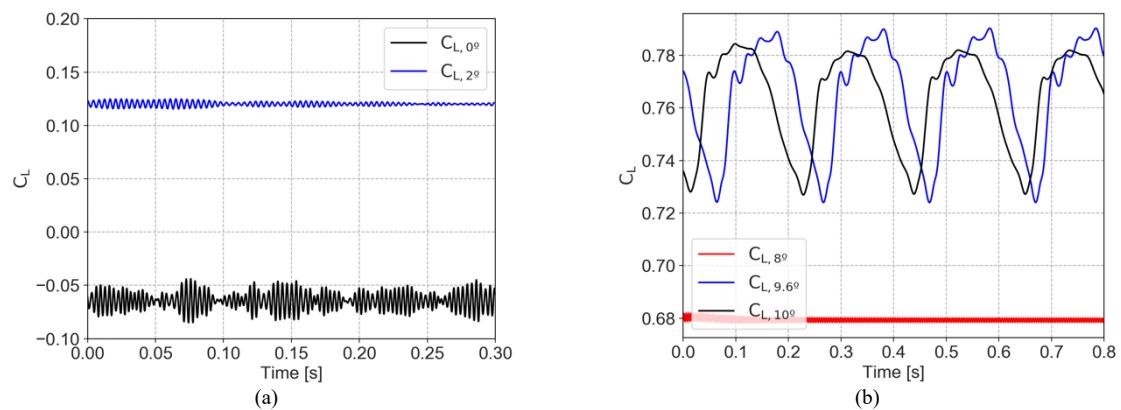 0.20
0.15
0.10
0.05
0.00
−0.05
−0.10
C_L
C_L, 0º
C_L, 2º
0.00 0.05 0.10 0.15 0.20 0.25 0.30
Time [s]
(a)
0.78
0.76
0.74
0.72
0.70
0.68
C_L
C_L, 8º
C_L, 9.6º
C_L, 10º
0.0 0.1 0.2 0.3 0.4 0.5 0.6 0.7 0.8
Time [s]
(b)